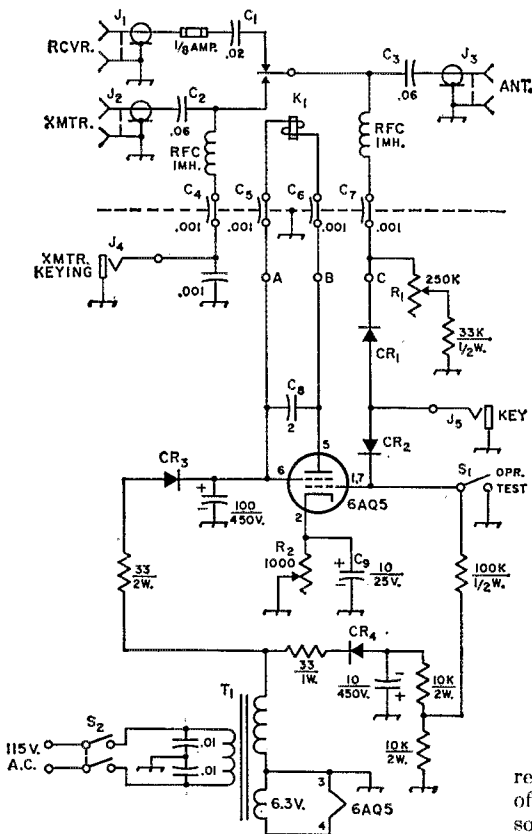 J1
C1
RCVR.
1/8 AMP.
.02
C3
J3
J2
C2
K1
.06
ANT.
XMTR.
.06
RFC
1MH.
RFC
1MH.
C4
C5
C6
C7
.001
.001
.001
.001
J4
XMTR.
KEYING
.001
A
B
C
250K
R1
33K
1/2W.
CR1
C8
2
J5
KEY
CR3
5
CR2
6
1,7
S1
OPR.
TEST
100
450V.
2
6AQ5
R2
1000
C9
10
25V.
33
2W.
100K
1/2W.
CR4
33
1W.
10
450V.
10K
2W.
T1
S2
115V.
A.C.
.01
.01
10K
2W.
6.3V.
3
4
6AQ5
re
of
so